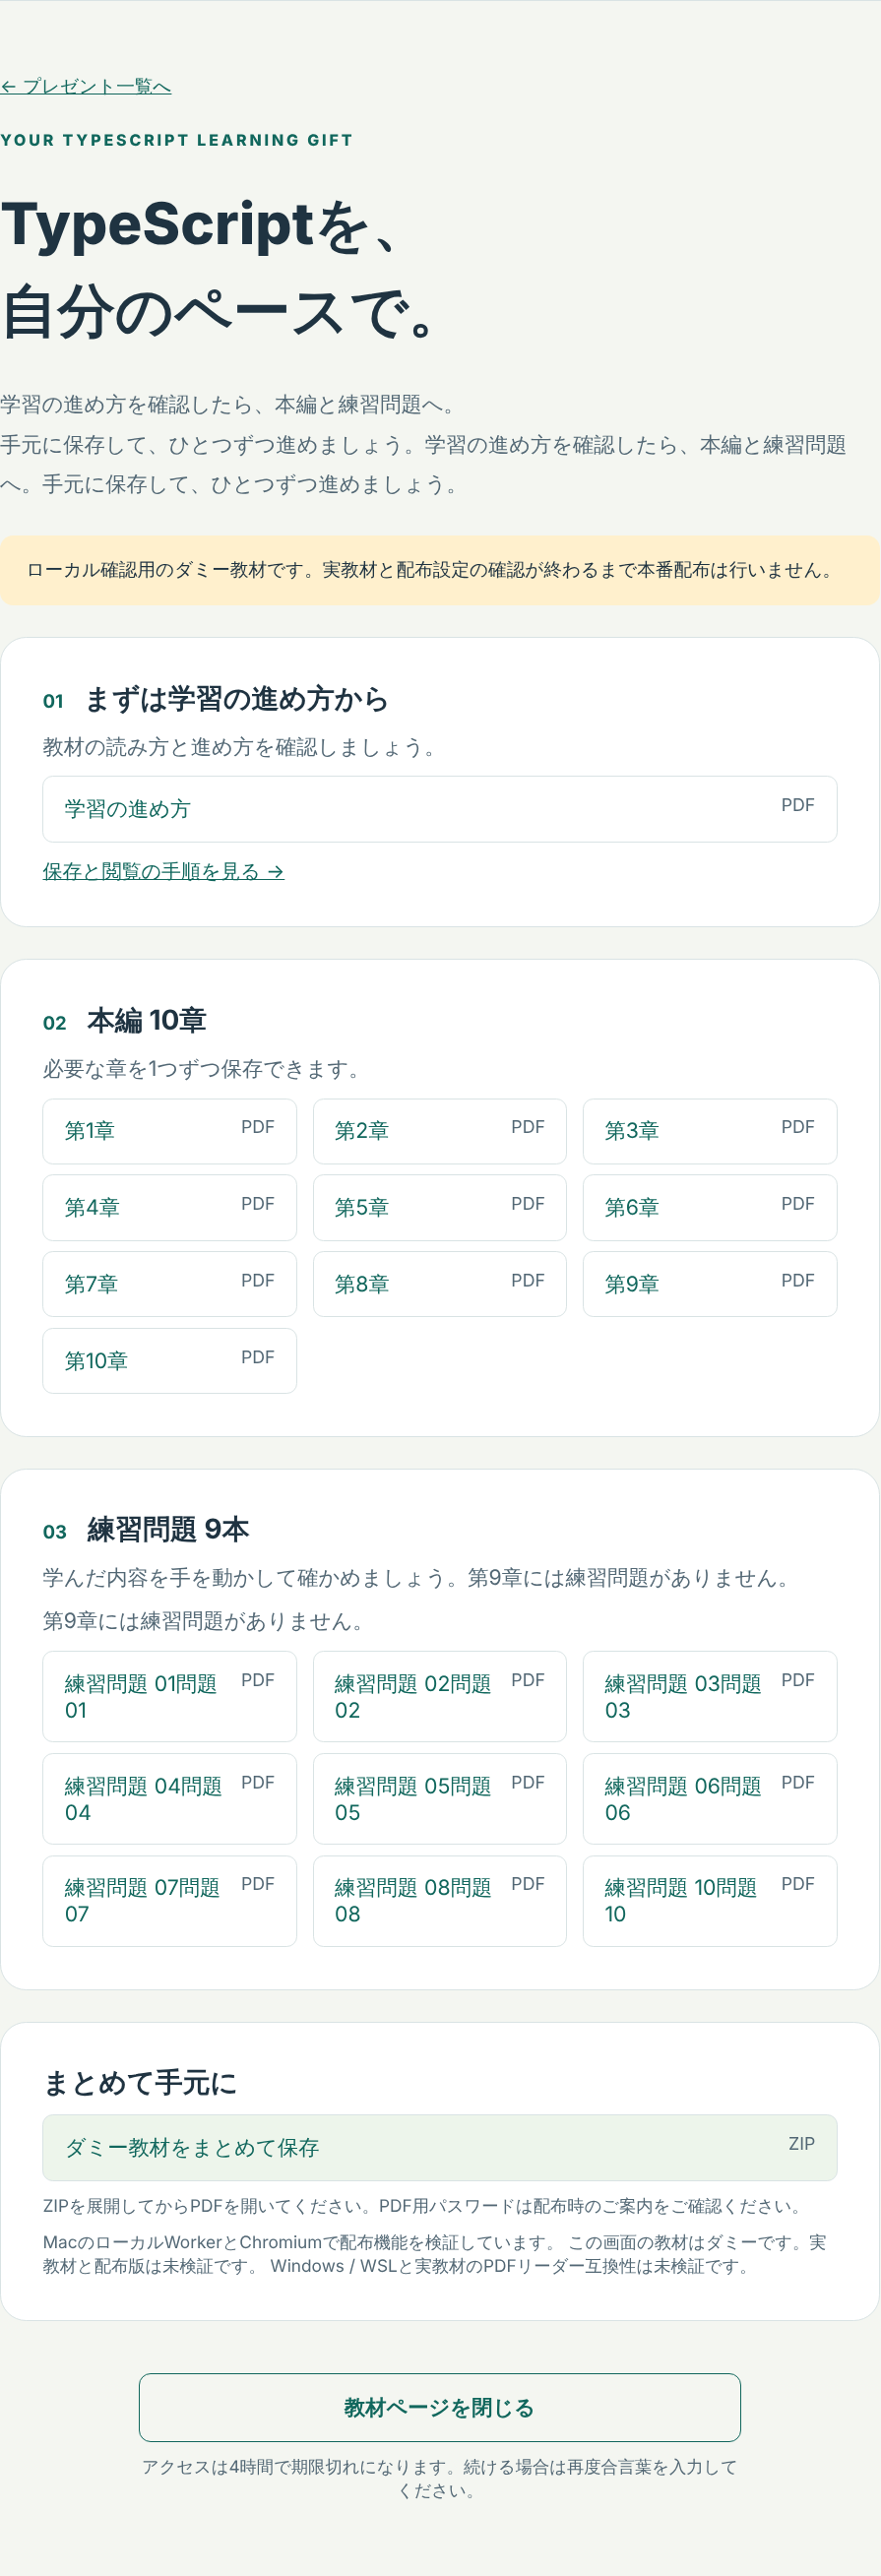 ← プレゼント一覧へ
YOUR TYPESCRIPT LEARNING GIFT
TypeScriptを、
自分のペースで。
学習の進め方を確認したら、本編と練習問題へ。
手元に保存して、ひとつずつ進めましょう。学習の進め方を確認したら、本編と練習問題
へ。手元に保存して、ひとつずつ進めましょう。
ローカル確認用のダミー教材です。実教材と配布設定の確認が終わるまで本番配布は行いません。
01 まずは学習の進め方から
教材の読み方と進め方を確認しましょう。
学習の進め方 PDF
保存と閲覧の手順を見る →
02 本編 10章
必要な章を1つずつ保存できます。
第1章 PDF 第2章 PDF 第3章 PDF
第4章 PDF 第5章 PDF 第6章 PDF
第7章 PDF 第8章 PDF 第9章 PDF
第10章 PDF
03 練習問題 9本
学んだ内容を手を動かして確かめましょう。第9章には練習問題がありません。
第9章には練習問題がありません。
練習問題 01問題 PDF 練習問題 02問題 PDF 練習問題 03問題 PDF
01 02 03
練習問題 04問題 PDF 練習問題 05問題 PDF 練習問題 06問題 PDF
04 05 06
練習問題 07問題 PDF 練習問題 08問題 PDF 練習問題 10問題 PDF
07 08 10
まとめて手元に
ダミー教材をまとめて保存 ZIP
ZIPを展開してからPDFを開いてください。PDF用パスワードは配布時のご案内をご確認ください。
MacのローカルWorkerとChromiumで配布機能を検証しています。 この画面の教材はダミーです。実
教材と配布版は未検証です。 Windows / WSLと実教材のPDFリーダー互換性は未検証です。
教材ページを閉じる
アクセスは4時間で期限切れになります。続ける場合は再度合言葉を入力して
ください。